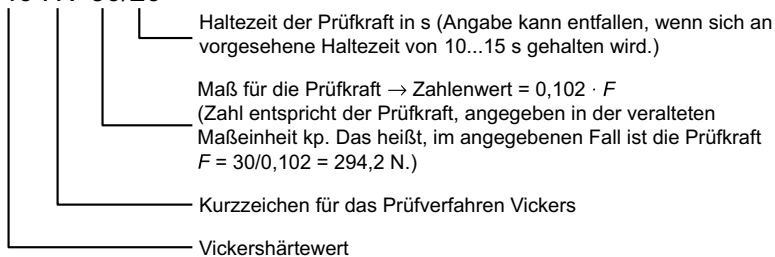 Haltezeit der Prüfkraft in s (Angabe kann entfallen, wenn sich an
vorgesehene Haltezeit von 10...15 s gehalten wird.)
Maß für die Prüfkraft → Zahlenwert = 0,102 · F
(Zahl entspricht der Prüfkraft, angegeben in der veralteten
Maßeinheit kp. Das heißt, im angegebenen Fall ist die Prüfkraft
F = 30/0,102 = 294,2 N.)
Kurzzeichen für das Prüfverfahren Vickers
Vickershärtewert